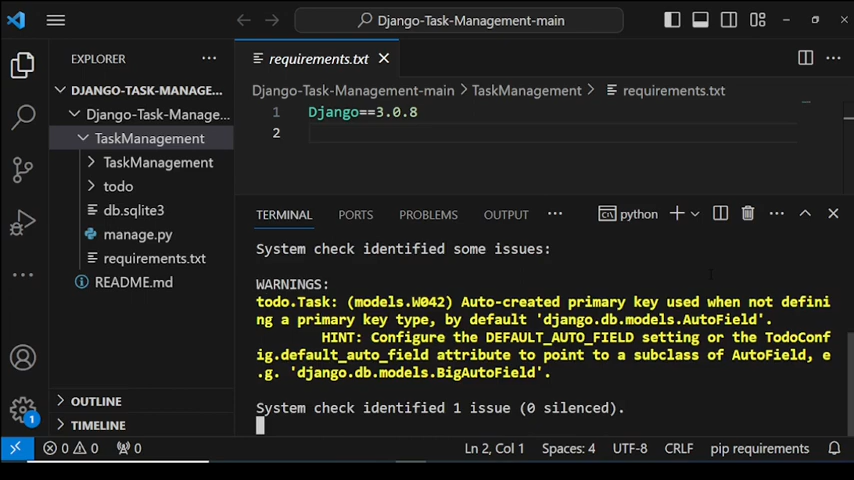 Django-Task-Management-main
EXPLORER
DJANGO-TASK-MANAGE...
Django-Task-Manage...
TaskManagement
TaskManagement
todo
db.sqlite3
manage.py
requirements.txt
README.md
OUTLINE
TIMELINE
requirements.txt
Django-Task-Management-main > TaskManagement > requirements.txt
1 Django==3.0.8
2
TERMINAL PORTS PROBLEMS OUTPUT ... python
System check identified some issues:
WARNINGS:
todo.Task: (models.W042) Auto-created primary key used when not defini
ng a primary key type, by default 'django.db.models.AutoField'.
HINT: Configure the DEFAULT_AUTO_FIELD setting or the TodoConf
ig.default_auto_field attribute to point to a subclass of AutoField, e
.g. 'django.db.models.BigAutoField'.
System check identified 1 issue (0 silenced).
1
0 0 0 Ln 2, Col 1 Spaces: 4 UTF-8 CRLF pip requirements